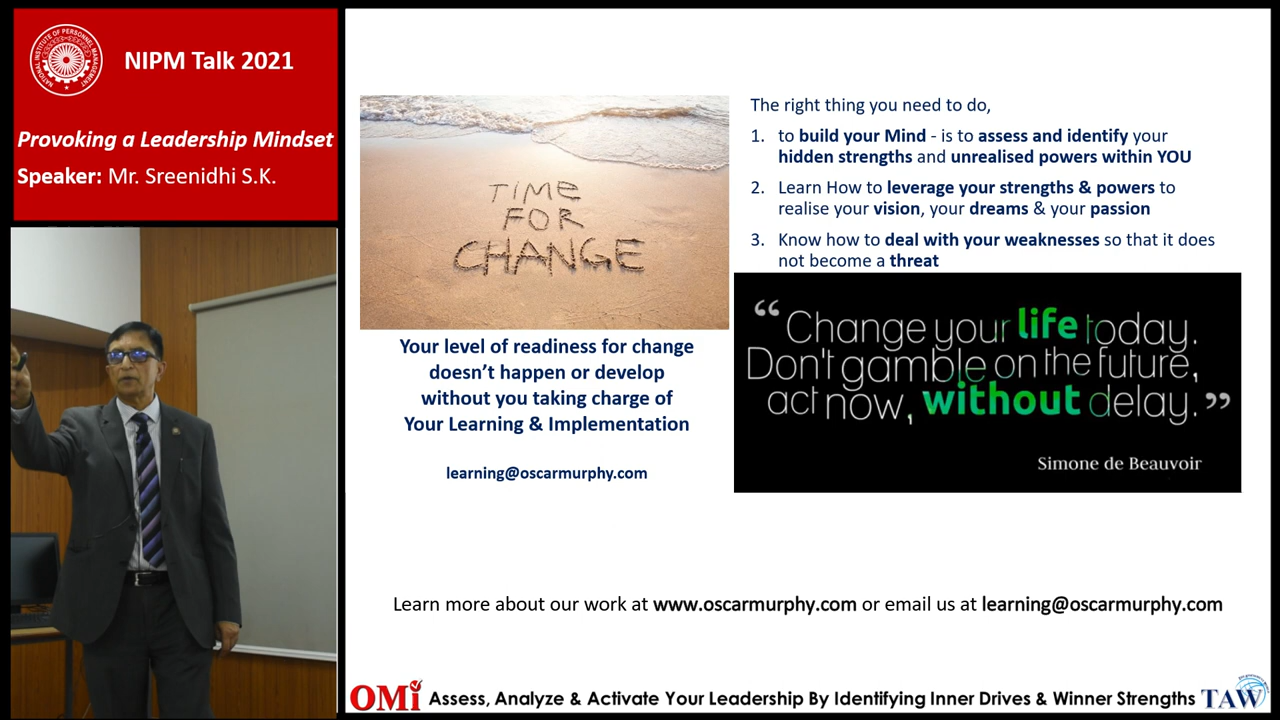 NATIONAL INSTITUTE OF PERSONNEL MANAGEMENT
NIPM Talk 2021
Provoking a Leadership Mindset
Speaker: Mr. Sreenidhi S.K.
TIME
FOR
CHANGE
Your level of readiness for change
doesn't happen or develop
without you taking charge of
Your Learning & Implementation
learning@oscarmurphy.com
The right thing you need to do,
1. to build your Mind - is to assess and identify your
hidden strengths and unrealised powers within YOU
2. Learn How to leverage your strengths & powers to
realise your vision, your dreams & your passion
3. Know how to deal with your weaknesses so that it does
not become a threat
“Change your life today.
Don't gamble on the future,
act now, without delay.”
Simone de Beauvoir
Learn more about our work at www.oscarmurphy.com or email us at learning@oscarmurphy.com
OMi Assess, Analyze & Activate Your Leadership By Identifying Inner Drives & Winner Strengths TAW